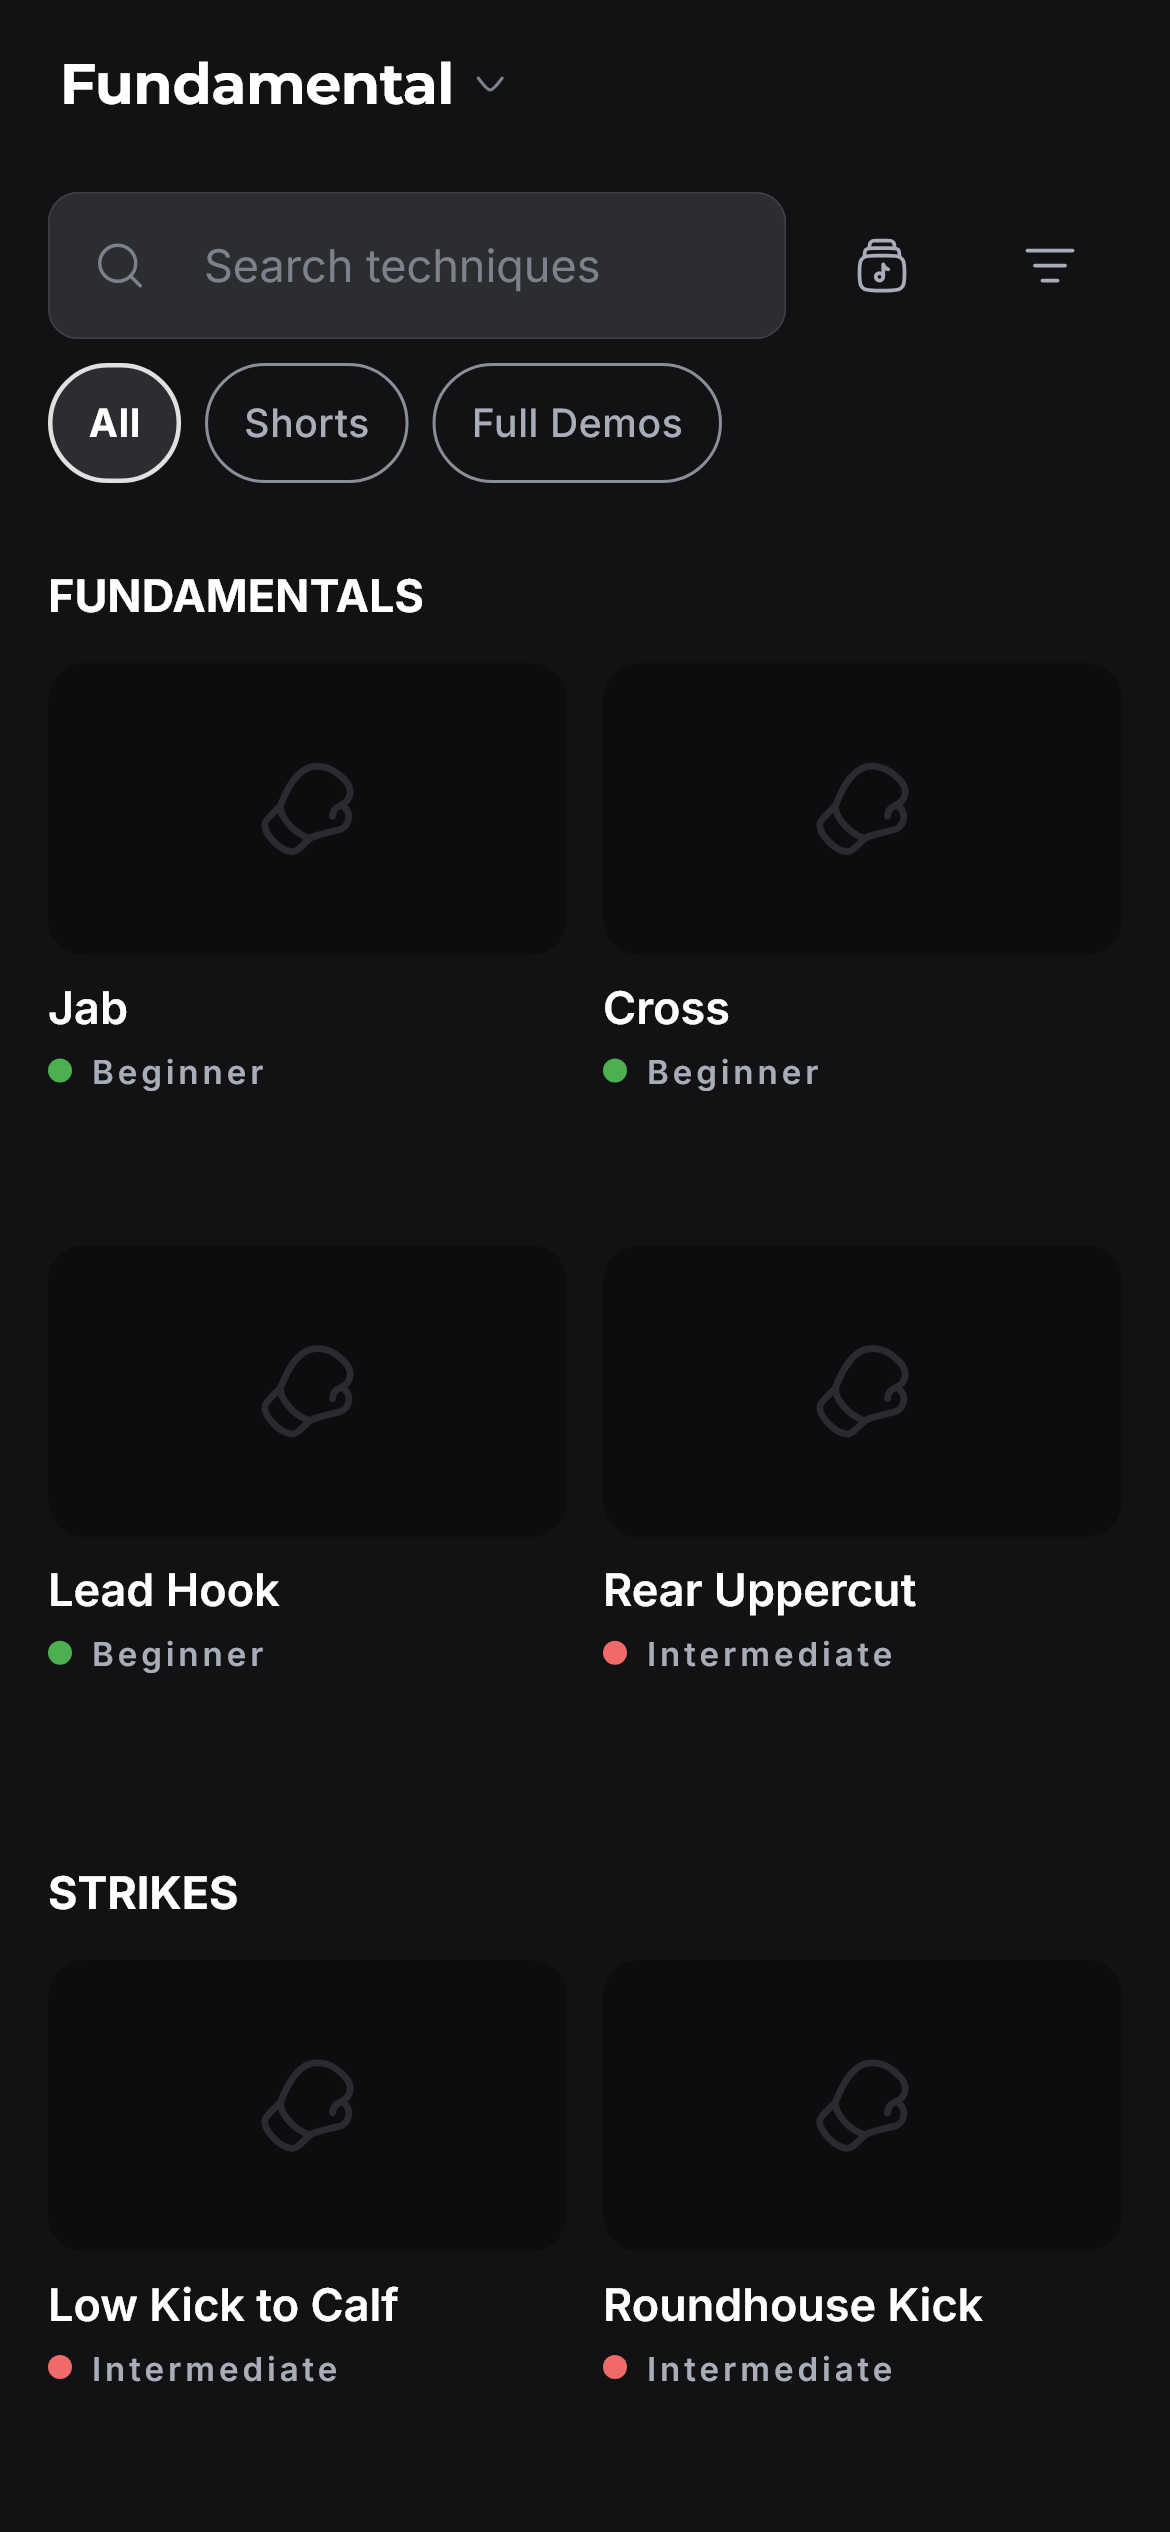 Fundamental
Search techniques
All
Shorts
Full Demos
FUNDAMENTALS
Jab
Beginner
Cross
Beginner
Lead Hook
Beginner
Rear Uppercut
Intermediate
STRIKES
Low Kick to Calf
Intermediate
Roundhouse Kick
Intermediate